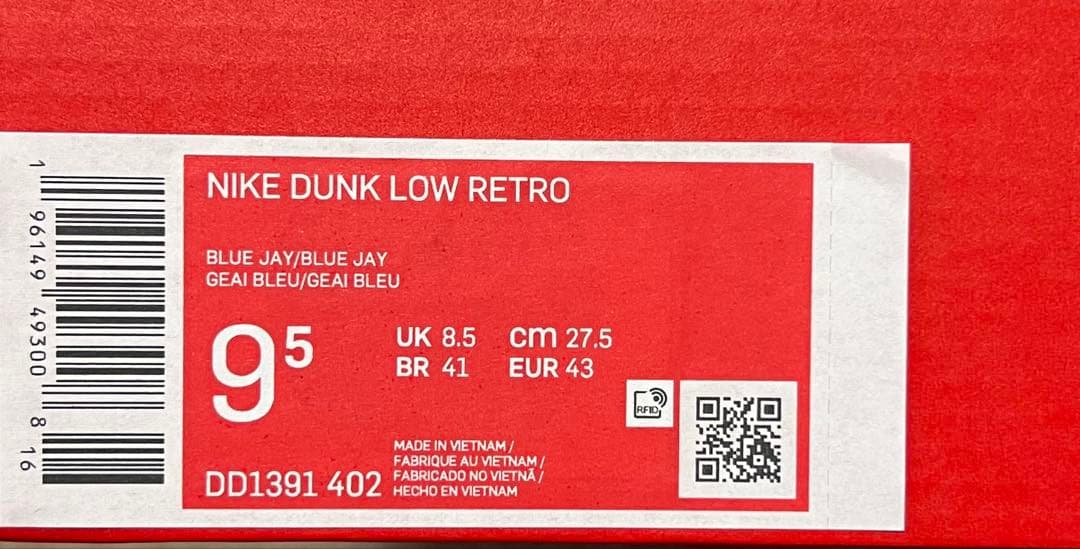 NIKE DUNK LOW RETRO
BLUE JAY/BLUE JAY
GEAI BLEU/GEAI BLEU
9⁵
UK 8.5 cm 27.5
BR 41 EUR 43
RFID
MADE IN VIETNAM /
FABRIQUE AU VIETNAM /
FABRICADO NO VIETNÃ /
HECHO EN VIETNAM
DD1391 402
1 96149 49300 8 16